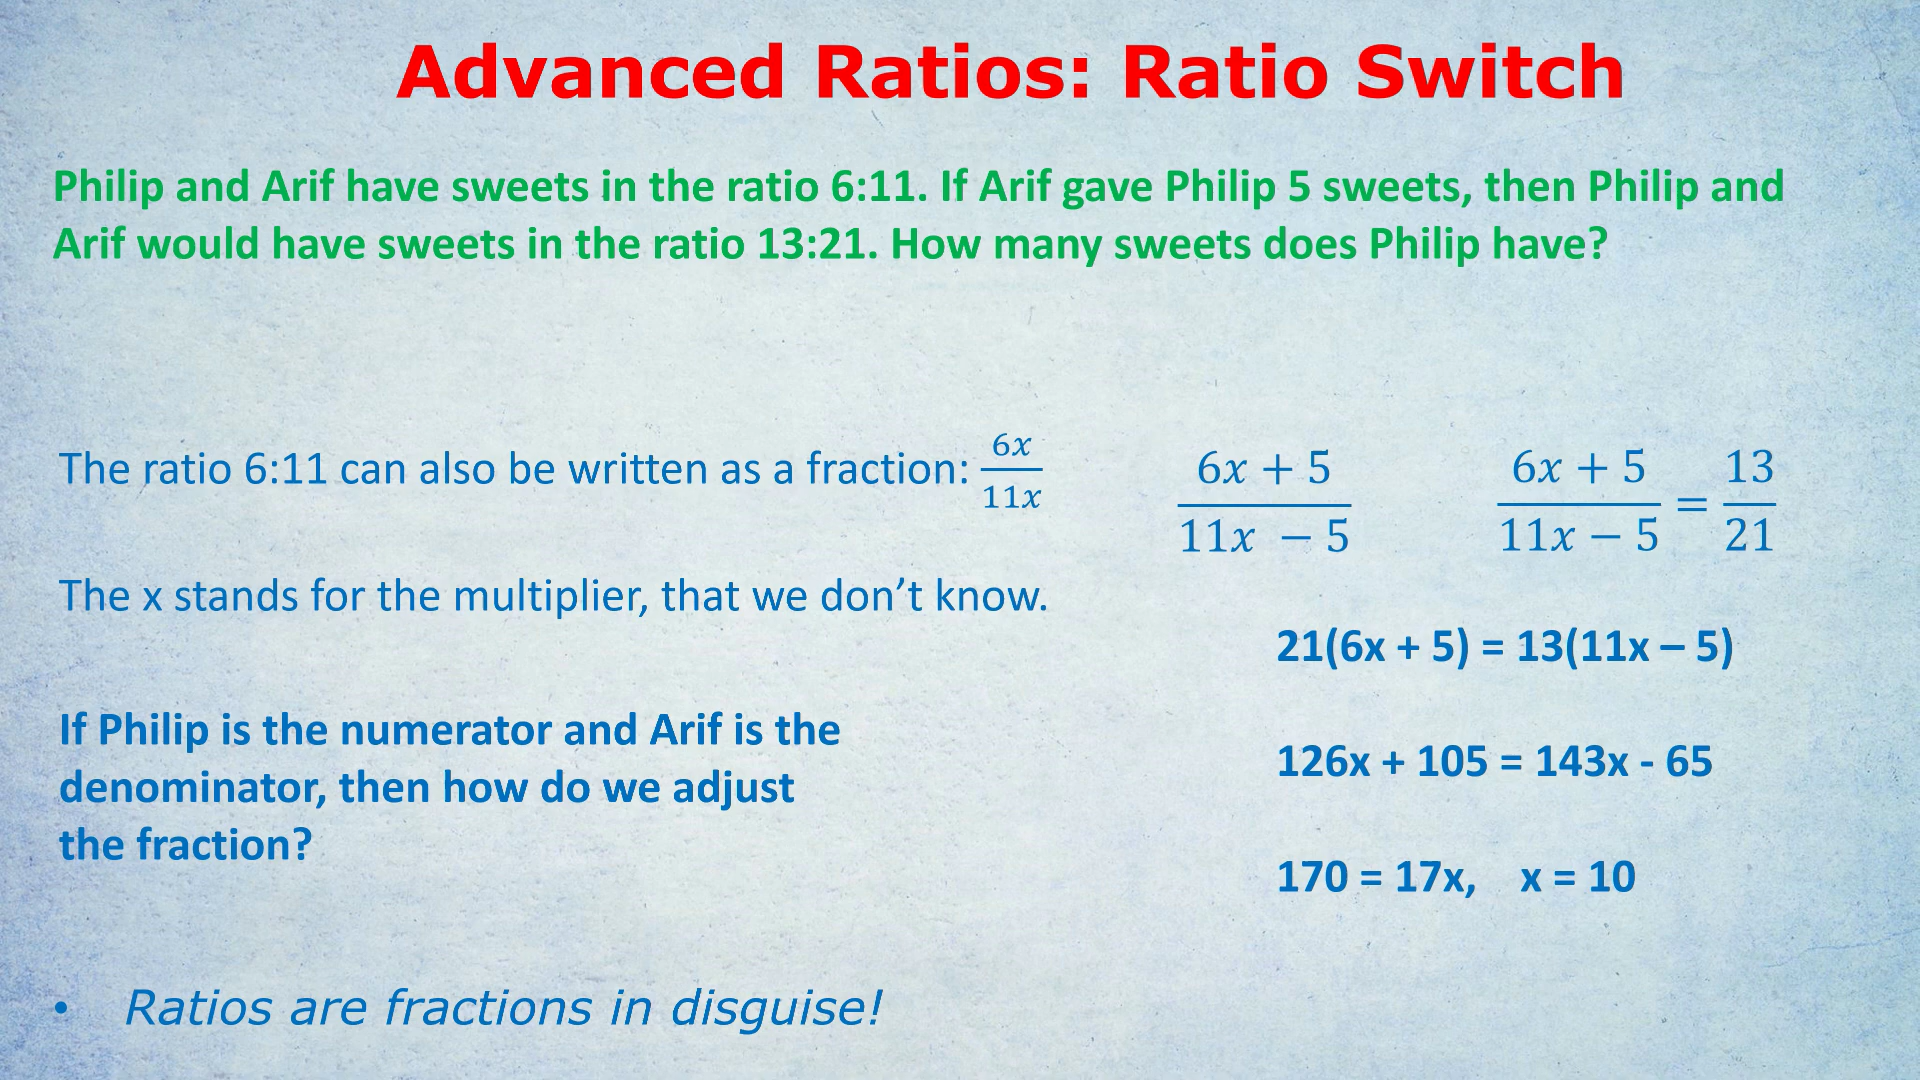 Advanced Ratios: Ratio Switch
Philip and Arif have sweets in the ratio 6:11. If Arif gave Philip 5 sweets, then Philip and
Arif would have sweets in the ratio 13:21. How many sweets does Philip have?
The ratio 6:11 can also be written as a fraction: 6x/11x
The x stands for the multiplier, that we don’t know.
If Philip is the numerator and Arif is the
denominator, then how do we adjust
the fraction?
(6x + 5)/(11x − 5)
(6x + 5)/(11x − 5) = 13/21
21(6x + 5) = 13(11x – 5)
126x + 105 = 143x - 65
170 = 17x, x = 10
• Ratios are fractions in disguise!